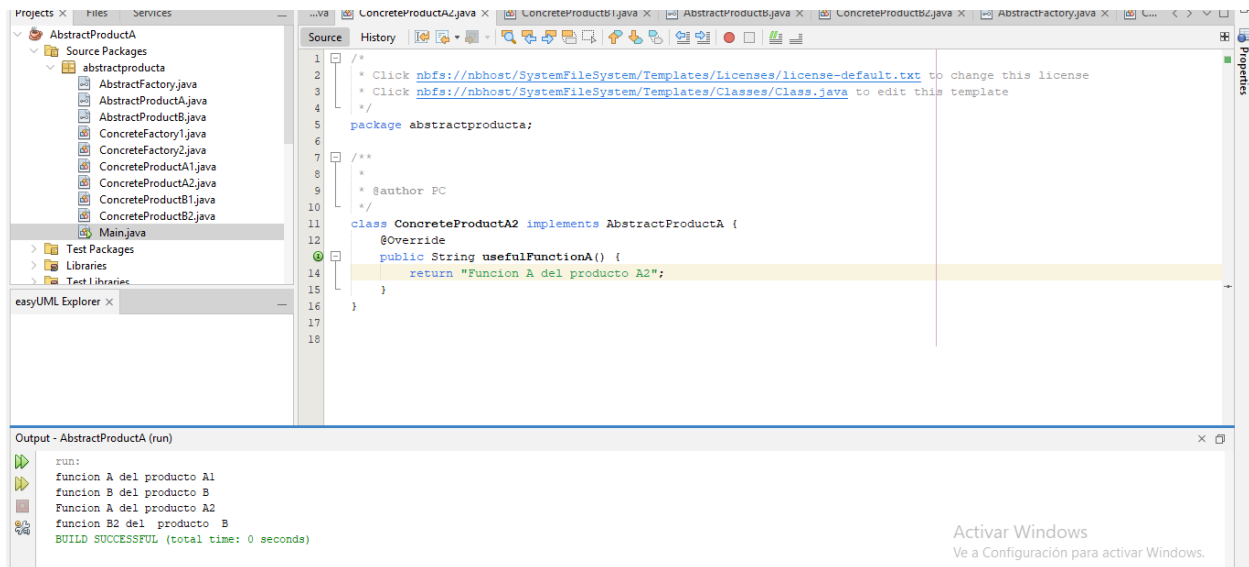 Projects × Files Services
AbstractProductA
Source Packages
abstractproducta
AbstractFactory.java
AbstractProductA.java
AbstractProductB.java
ConcreteFactory1.java
ConcreteFactory2.java
ConcreteProductA1.java
ConcreteProductA2.java
ConcreteProductB1.java
ConcreteProductB2.java
Main.java
Test Packages
Libraries
Test Libraries
easyUML Explorer ×
...va ConcreteProductA2.java × ConcreteProductB1.java × AbstractProductB.java × ConcreteProductB2.java × AbstractFactory.java × C...
Source History
Properties
1 /*
2 * Click nbfs://nbhost/SystemFileSystem/Templates/Licenses/license-default.txt to change this license
3 * Click nbfs://nbhost/SystemFileSystem/Templates/Classes/Class.java to edit this template
4 */
5 package abstractproducta;
6
7 /**
8 *
9 * @author PC
10 */
11 class ConcreteProductA2 implements AbstractProductA {
12 @Override
public String usefulFunctionA() {
14 return "Funcion A del producto A2";
15 }
16 }
17
18
Output - AbstractProductA (run)
run:
funcion A del producto A1
funcion B del producto B
Funcion A del producto A2
funcion B2 del  producto  B
BUILD SUCCESSFUL (total time: 0 seconds)
Activar Windows
Ve a Configuración para activar Windows.